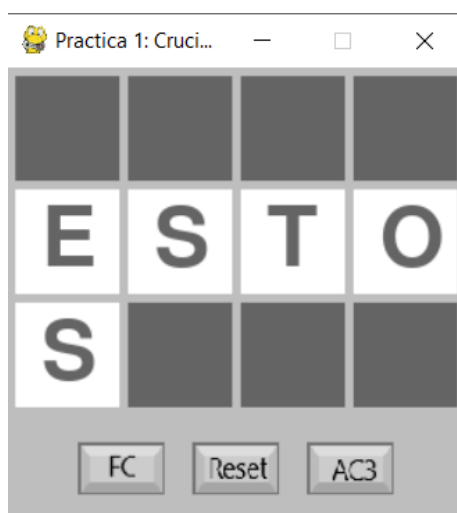 Practica 1: Cruci...
E S T O
S
FC Reset AC3